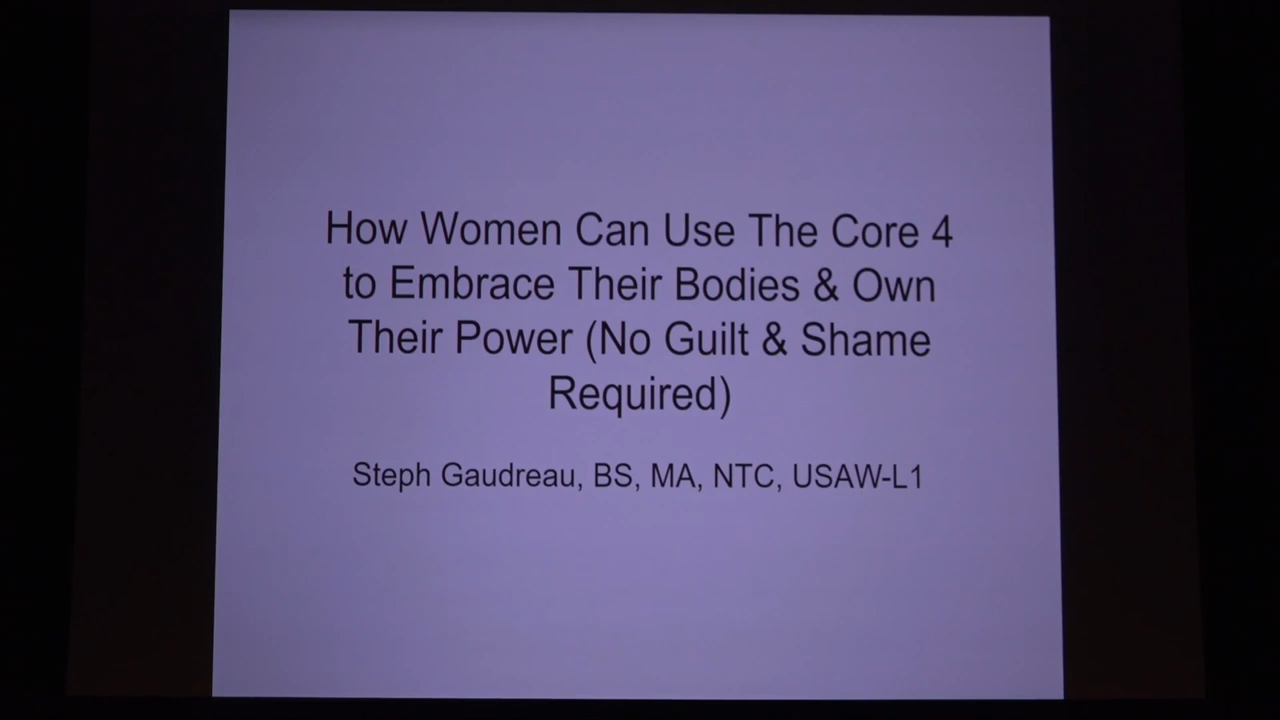 How Women Can Use The Core 4
to Embrace Their Bodies & Own
Their Power (No Guilt & Shame
Required)
Steph Gaudreau, BS, MA, NTC, USAW-L1